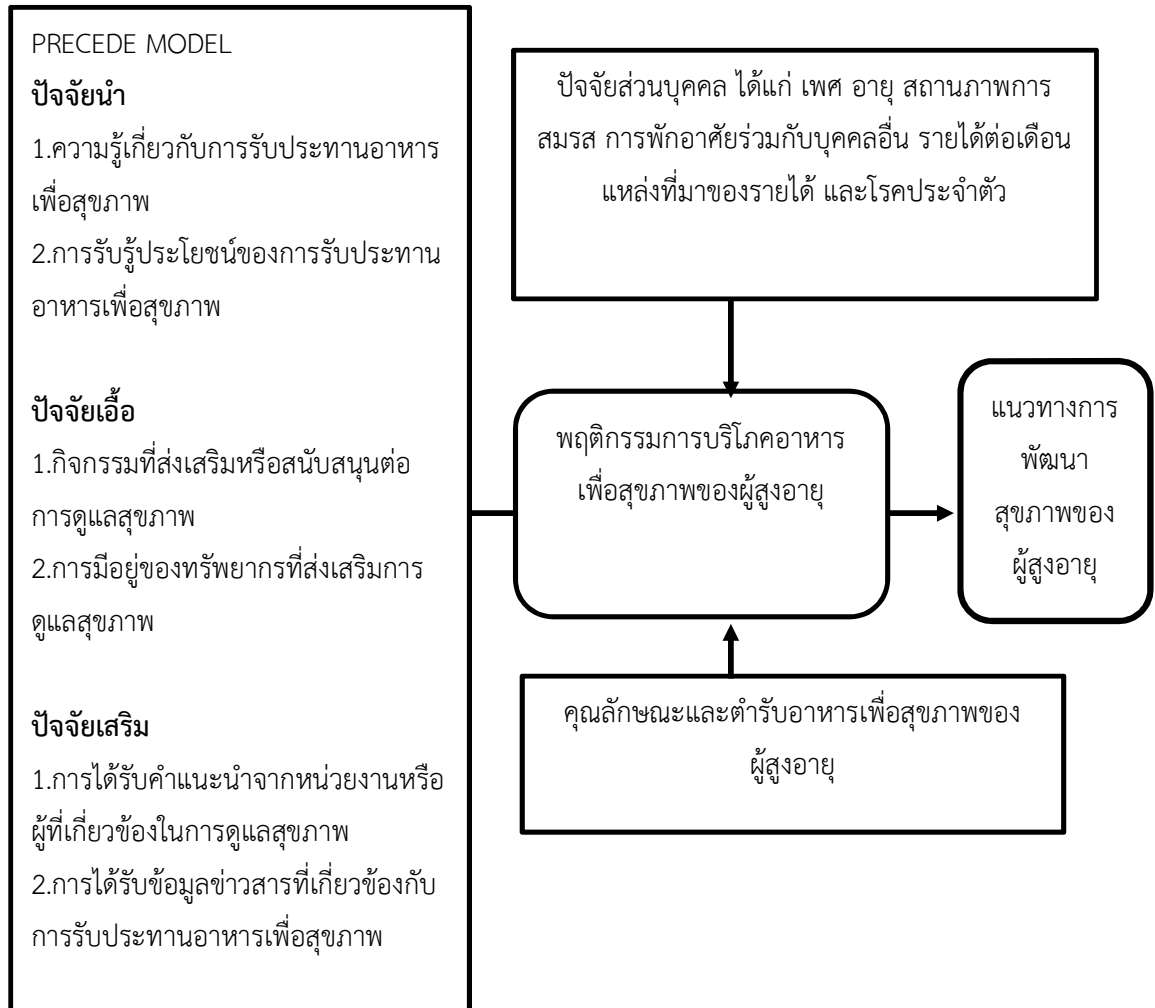 PRECEDE MODEL
ปัจจัยนำ
1.ความรู้เกี่ยวกับการรับประทานอาหาร
เพื่อสุขภาพ
2.การรับรู้ประโยชน์ของการรับประทาน
อาหารเพื่อสุขภาพ
ปัจจัยเอื้อ
1.กิจกรรมที่ส่งเสริมหรือสนับสนุนต่อ
การดูแลสุขภาพ
2.การมีอยู่ของทรัพยากรที่ส่งเสริมการ
ดูแลสุขภาพ
ปัจจัยเสริม
1.การได้รับคำแนะนำจากหน่วยงานหรือ
ผู้ที่เกี่ยวข้องในการดูแลสุขภาพ
2.การได้รับข้อมูลข่าวสารที่เกี่ยวข้องกับ
การรับประทานอาหารเพื่อสุขภาพ
ปัจจัยส่วนบุคคล ได้แก่ เพศ อายุ สถานภาพการ
สมรส การพักอาศัยร่วมกับบุคคลอื่น รายได้ต่อเดือน
แหล่งที่มาของรายได้ และโรคประจำตัว
พฤติกรรมการบริโภคอาหาร
เพื่อสุขภาพของผู้สูงอายุ
คุณลักษณะและตำรับอาหารเพื่อสุขภาพของ
ผู้สูงอายุ
แนวทางการ
พัฒนา
สุขภาพของ
ผู้สูงอายุ